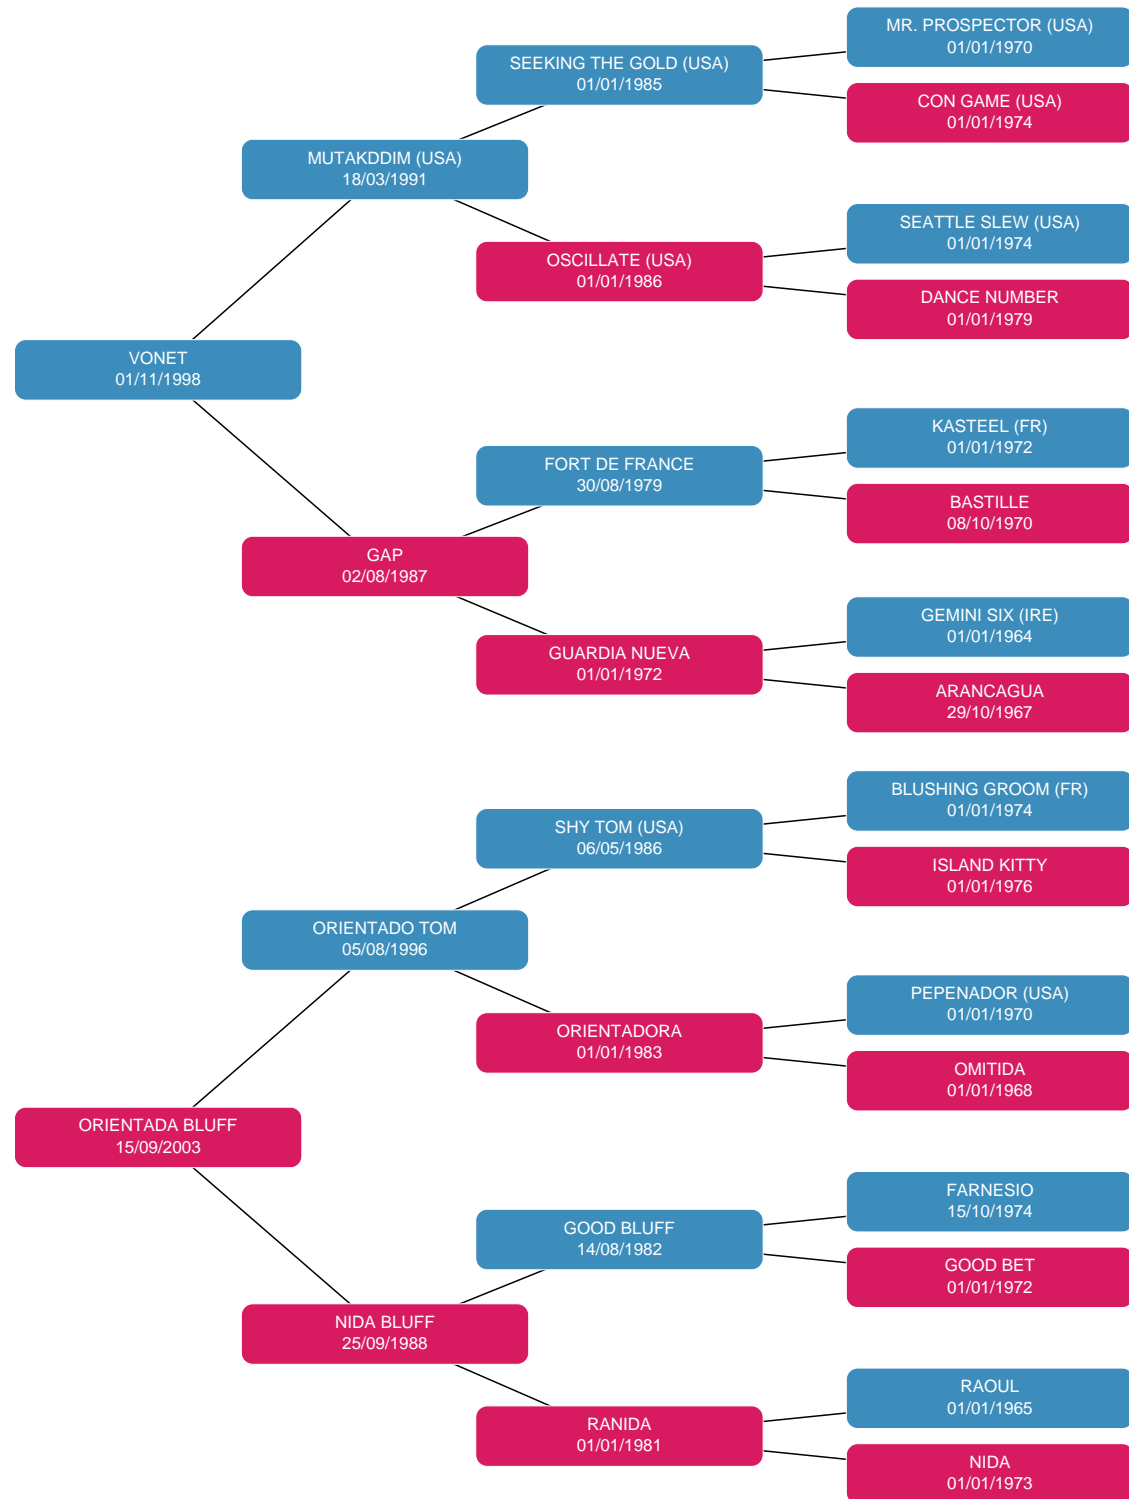 MR. PROSPECTOR (USA)
01/01/1970
SEEKING THE GOLD (USA)
01/01/1985
CON GAME (USA)
01/01/1974
MUTAKDDIM (USA)
18/03/1991
SEATTLE SLEW (USA)
01/01/1974
OSCILLATE (USA)
01/01/1986
DANCE NUMBER
01/01/1979
VONET
01/11/1998
KASTEEL (FR)
01/01/1972
FORT DE FRANCE
30/08/1979
BASTILLE
08/10/1970
GAP
02/08/1987
GEMINI SIX (IRE)
01/01/1964
GUARDIA NUEVA
01/01/1972
ARANCAGUA
29/10/1967
BLUSHING GROOM (FR)
01/01/1974
SHY TOM (USA)
06/05/1986
ISLAND KITTY
01/01/1976
ORIENTADO TOM
05/08/1996
PEPENADOR (USA)
01/01/1970
ORIENTADORA
01/01/1983
OMITIDA
01/01/1968
ORIENTADA BLUFF
15/09/2003
FARNESIO
15/10/1974
GOOD BLUFF
14/08/1982
GOOD BET
01/01/1972
NIDA BLUFF
25/09/1988
RAOUL
01/01/1965
RANIDA
01/01/1981
NIDA
01/01/1973